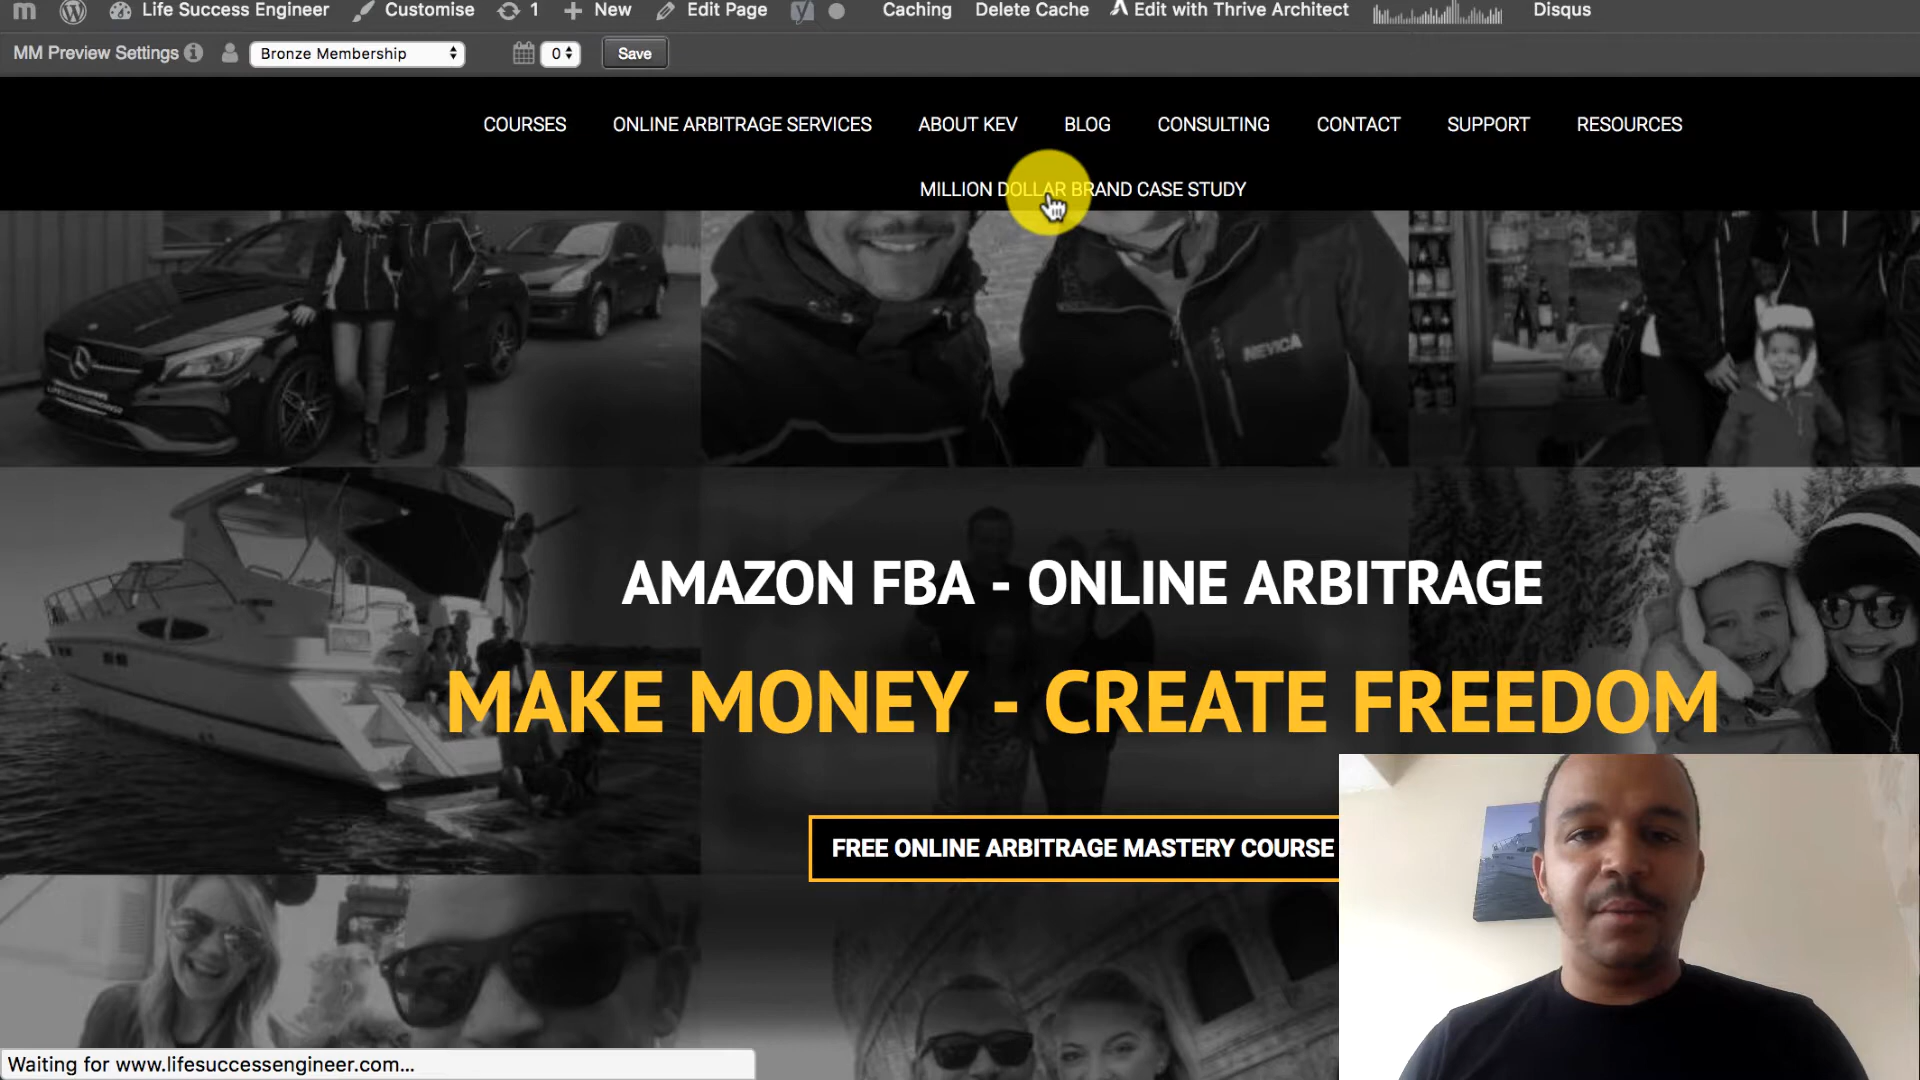 Life Success Engineer Customise 1 New Edit Page Caching Delete Cache Edit with Thrive Architect Disqus
MM Preview Settings Bronze Membership 0 Save
COURSES ONLINE ARBITRAGE SERVICES ABOUT KEV BLOG CONSULTING CONTACT SUPPORT RESOURCES
MILLION DOLLAR BRAND CASE STUDY
NEVICA
AMAZON FBA - ONLINE ARBITRAGE
MAKE MONEY - CREATE FREEDOM
FREE ONLINE ARBITRAGE MASTERY COURSE
Waiting for www.lifesuccessengineer.com...